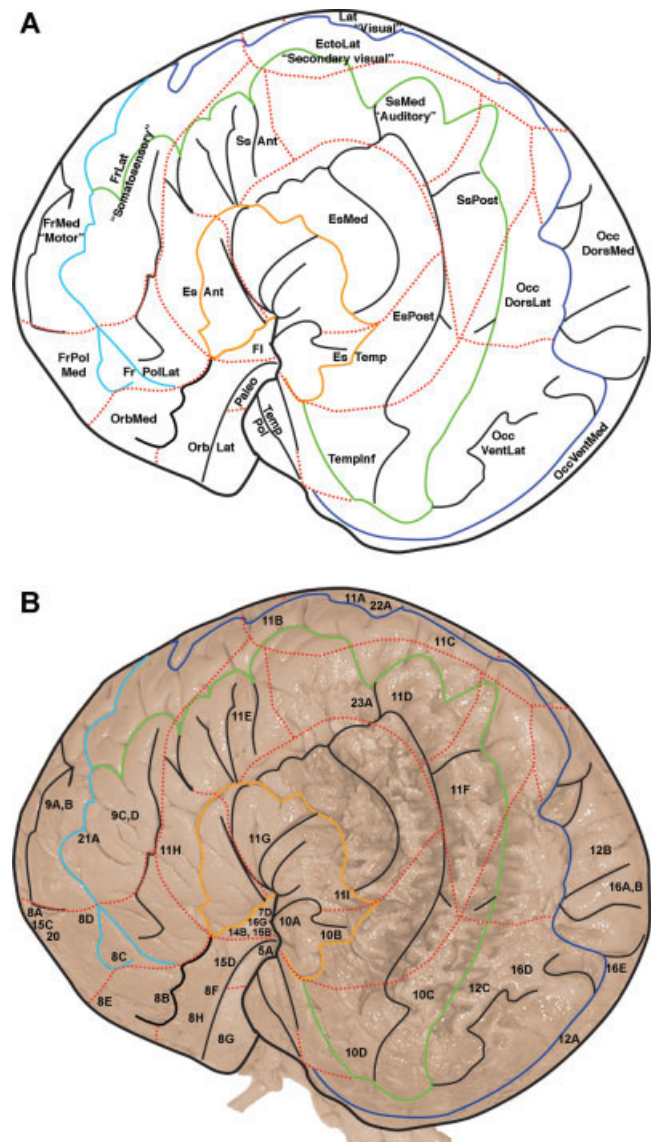 A
Lat
"Visual"
EctoLat
"Secondary visual"
SsMed
"Auditory"
Ss Ant
FrLat
"Somatosensory"
FrMed
"Motor"
EsMed
SsPost
Occ
DorsMed
Es Ant
Occ
DorsLat
EsPost
FI
Es Temp
FrPol
Med
Fr PolLat
OrbMed
Paleo
Temp
Pol
Orb Lat
TempInf
Occ
VentLat
OccVentMed
B
11A
22A
11B
11C
23A
11D
11E
11F
9A,B
9C,D
21A
11H
11G
12B
16A,B
11I
8A
15C
20
8D
7D
16G
14B, 15B
10A
10B
5A
8C
15D
16D
16E
8E
8B
8F
8H
10C
12C
8G
10D
12A